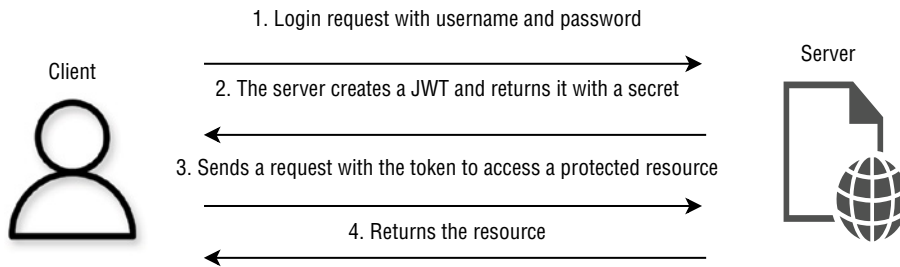 1. Login request with username and password
Client
Server
2. The server creates a JWT and returns it with a secret
3. Sends a request with the token to access a protected resource
4. Returns the resource